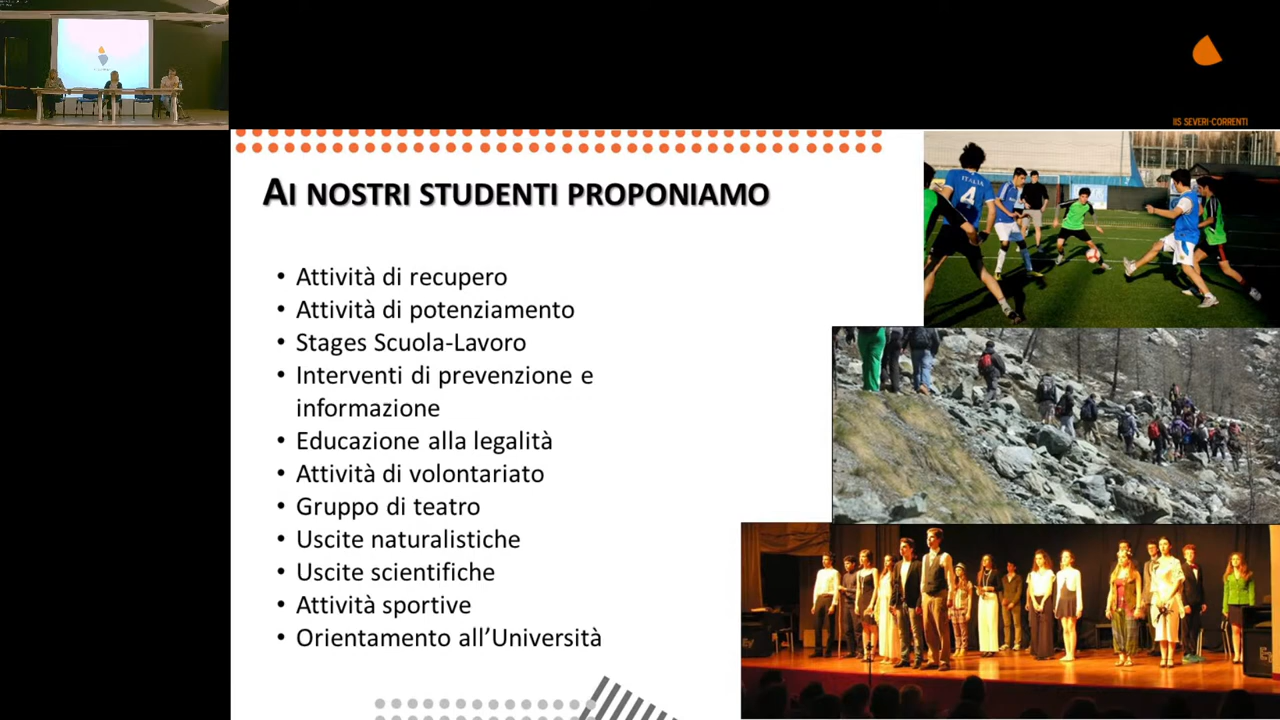 IIS SEVERI-CORRENTI
AI NOSTRI STUDENTI PROPONIAMO
• Attività di recupero
• Attività di potenziamento
• Stages Scuola-Lavoro
• Interventi di prevenzione e
informazione
• Educazione alla legalità
• Attività di volontariato
• Gruppo di teatro
• Uscite naturalistiche
• Uscite scientifiche
• Attività sportive
• Orientamento all’Università
ITALIA
4